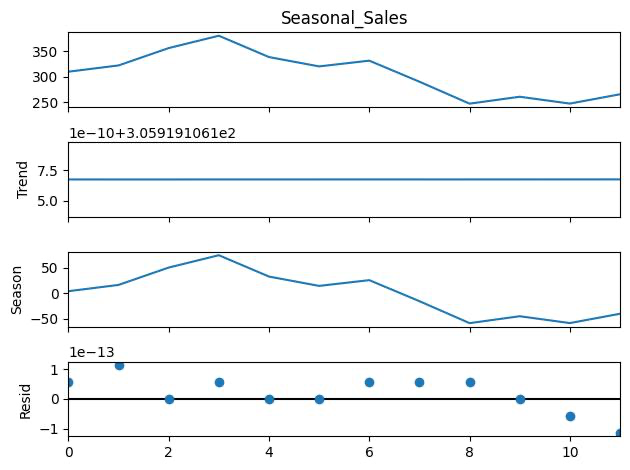 Seasonal_Sales
350
300
250
1e−10+3.059191061e2
7.5
5.0
Trend
50
0
−50
Season
1e−13
1
0
−1
Resid
0 2 4 6 8 10